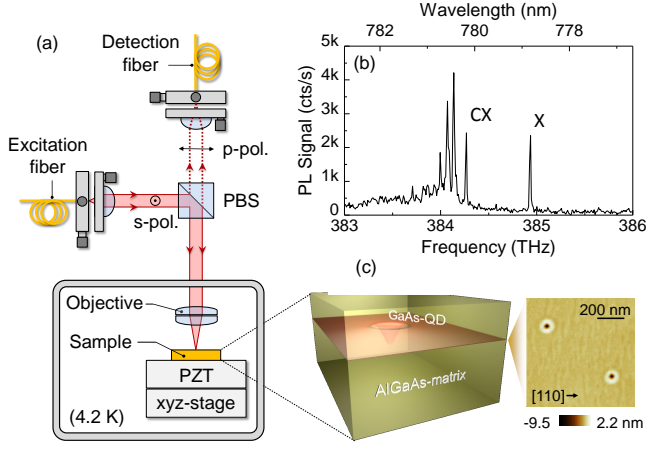 (a)
Detection
fiber
p-pol.
Excitation
fiber
PBS
s-pol.
Objective
Sample
PZT
xyz-stage
(4.2 K)
Wavelength (nm)
782 780 778
(b)
PL Signal (cts/s)
5k
4k
3k
2k
1k
0
CX
X
383 384 385 386
Frequency (THz)
(c)
GaAs-QD
AlGaAs-matrix
200 nm
[110]
-9.5 2.2 nm